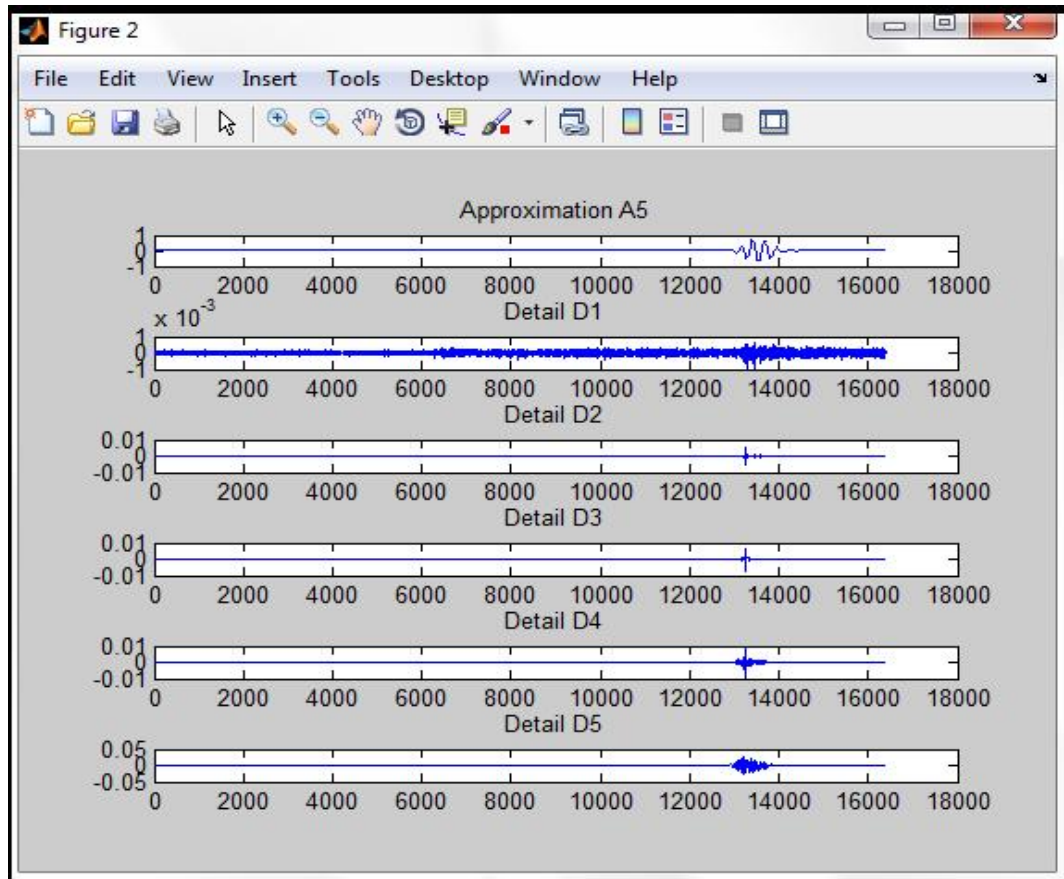 Figure 2
File Edit View Insert Tools Desktop Window Help
Approximation A5
1
0
-1
0 2000 4000 6000 8000 10000 12000 14000 16000 18000
Detail D1
x 10^-3
1
0
-1
0 2000 4000 6000 8000 10000 12000 14000 16000 18000
Detail D2
0.01
0
-0.01
0 2000 4000 6000 8000 10000 12000 14000 16000 18000
Detail D3
0.01
0
-0.01
0 2000 4000 6000 8000 10000 12000 14000 16000 18000
Detail D4
0.01
0
-0.01
0 2000 4000 6000 8000 10000 12000 14000 16000 18000
Detail D5
0.05
0
-0.05
0 2000 4000 6000 8000 10000 12000 14000 16000 18000